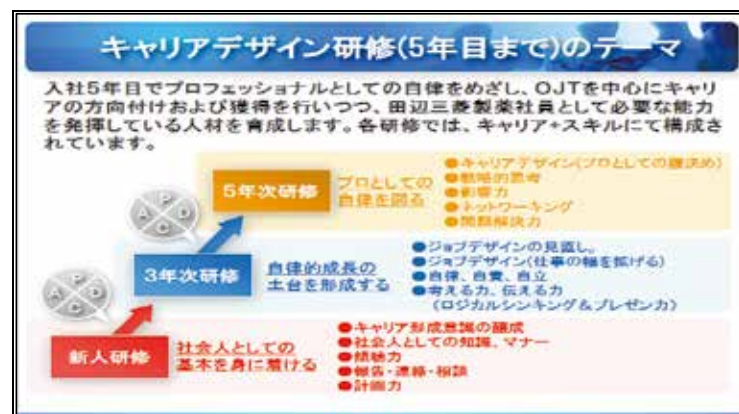 キャリアデザイン研修(5年目まで)のテーマ
入社5年目でプロフェッショナルとしての自律をめざし、OJTを中心にキャリ
アの方向付けおよび獲得を行いつつ、田辺三菱製薬社員として必要な能力
を発揮している人材を育成します。各研修では、キャリア+スキルにて構成さ
れています。
5年次研修
プロとしての
自律を図る
●キャリアデザイン(プロとしての腹決め)
●戦略的思考
●影響力
●ネットワーキング
●問題解決力
P
D
C
A
3年次研修
自律的成長の
土台を形成する
●ジョブデザインの見直し。
●ジョブデザイン(仕事の幅を拡げる)
●自律、自責、自立
●考える力、伝える力
(ロジカルシンキング&プレゼン力)
P
D
C
A
新人研修
社会人としての
基本を身に着ける
●キャリア形成意識の醸成
●社会人としての知識、マナー
●傾聴力
●報告・連絡・相談
●計画力